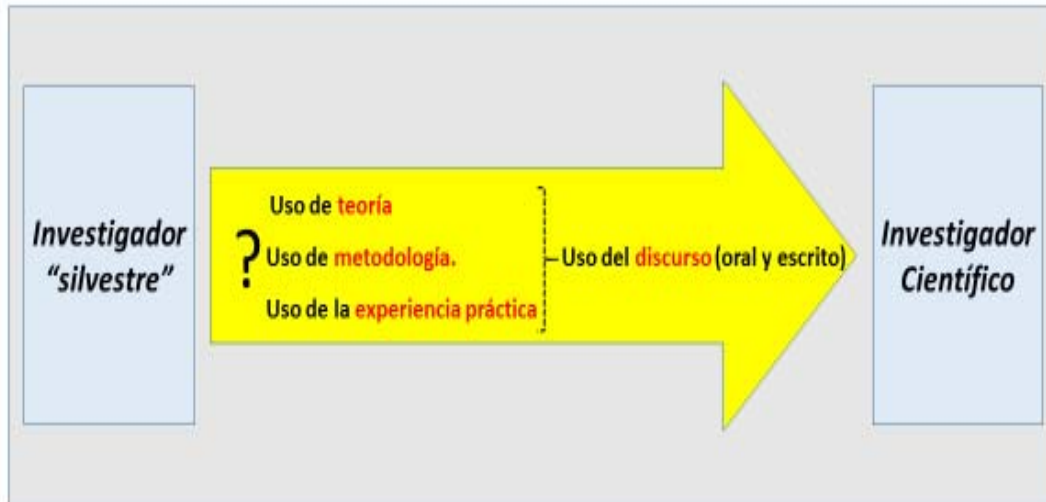 Investigador
“silvestre”
?
Uso de teoría
Uso de metodología.
Uso de la experiencia práctica
Uso del discurso (oral y escrito)
Investigador
Científico